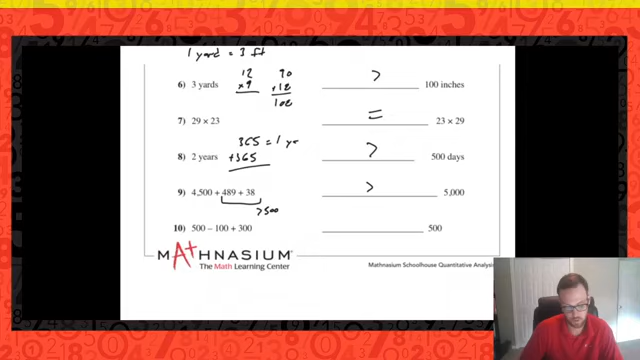 1 yard = 3 ft
12 90
6) 3 yards x 9 + 18 > 100 inches
108
7) 29 × 23 = 23 × 29
365 = 1 yr
8) 2 years +365 > 500 days
9) 4,500 + 489 + 38 > 5,000
> 500
10) 500 – 100 + 300 500
MATHNASIUM®
The Math Learning Center
Mathnasium Schoolhouse Quantitative Analysis